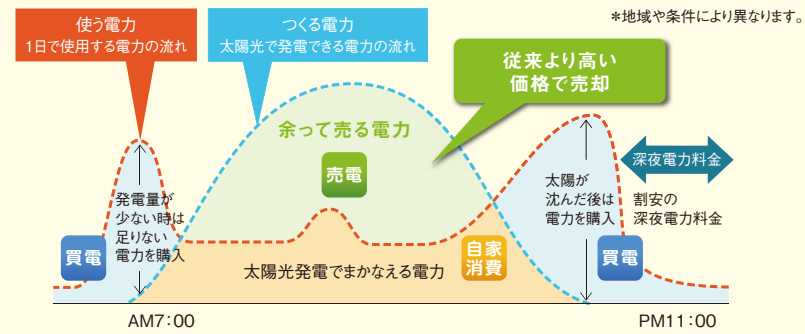 使う電力
1日で使用する電力の流れ
つくる電力
太陽光で発電できる電力の流れ
＊地域や条件により異なります。
従来より高い
価格で売却
余って売る電力
売電
深夜電力料金
発電量が
少ない時は
足りない
電力を購入
太陽が
沈んだ後は
電力を購入
割安の
深夜電力料金
買電
太陽光発電でまかなえる電力
自家
消費
買電
AM7:00
PM11:00